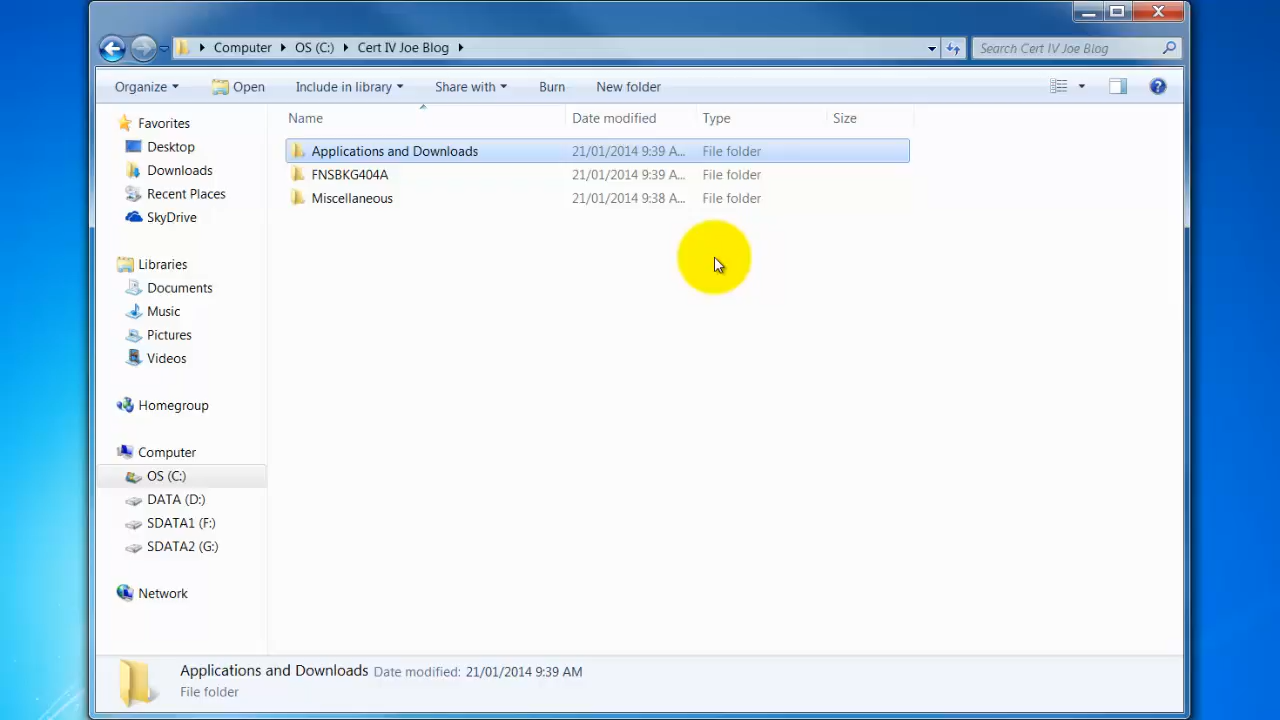 Computer OS (C:) Cert IV Joe Blog
Search Cert IV Joe Blog
Organize Open Include in library Share with Burn New folder
Name Date modified Type Size
Favorites
Desktop
Downloads
Recent Places
SkyDrive
Libraries
Documents
Music
Pictures
Videos
Homegroup
Computer
OS (C:)
DATA (D:)
SDATA1 (F:)
SDATA2 (G:)
Network
Applications and Downloads 21/01/2014 9:39 A... File folder
FNSBKG404A 21/01/2014 9:39 A... File folder
Miscellaneous 21/01/2014 9:38 A... File folder
Applications and Downloads Date modified: 21/01/2014 9:39 AM
File folder